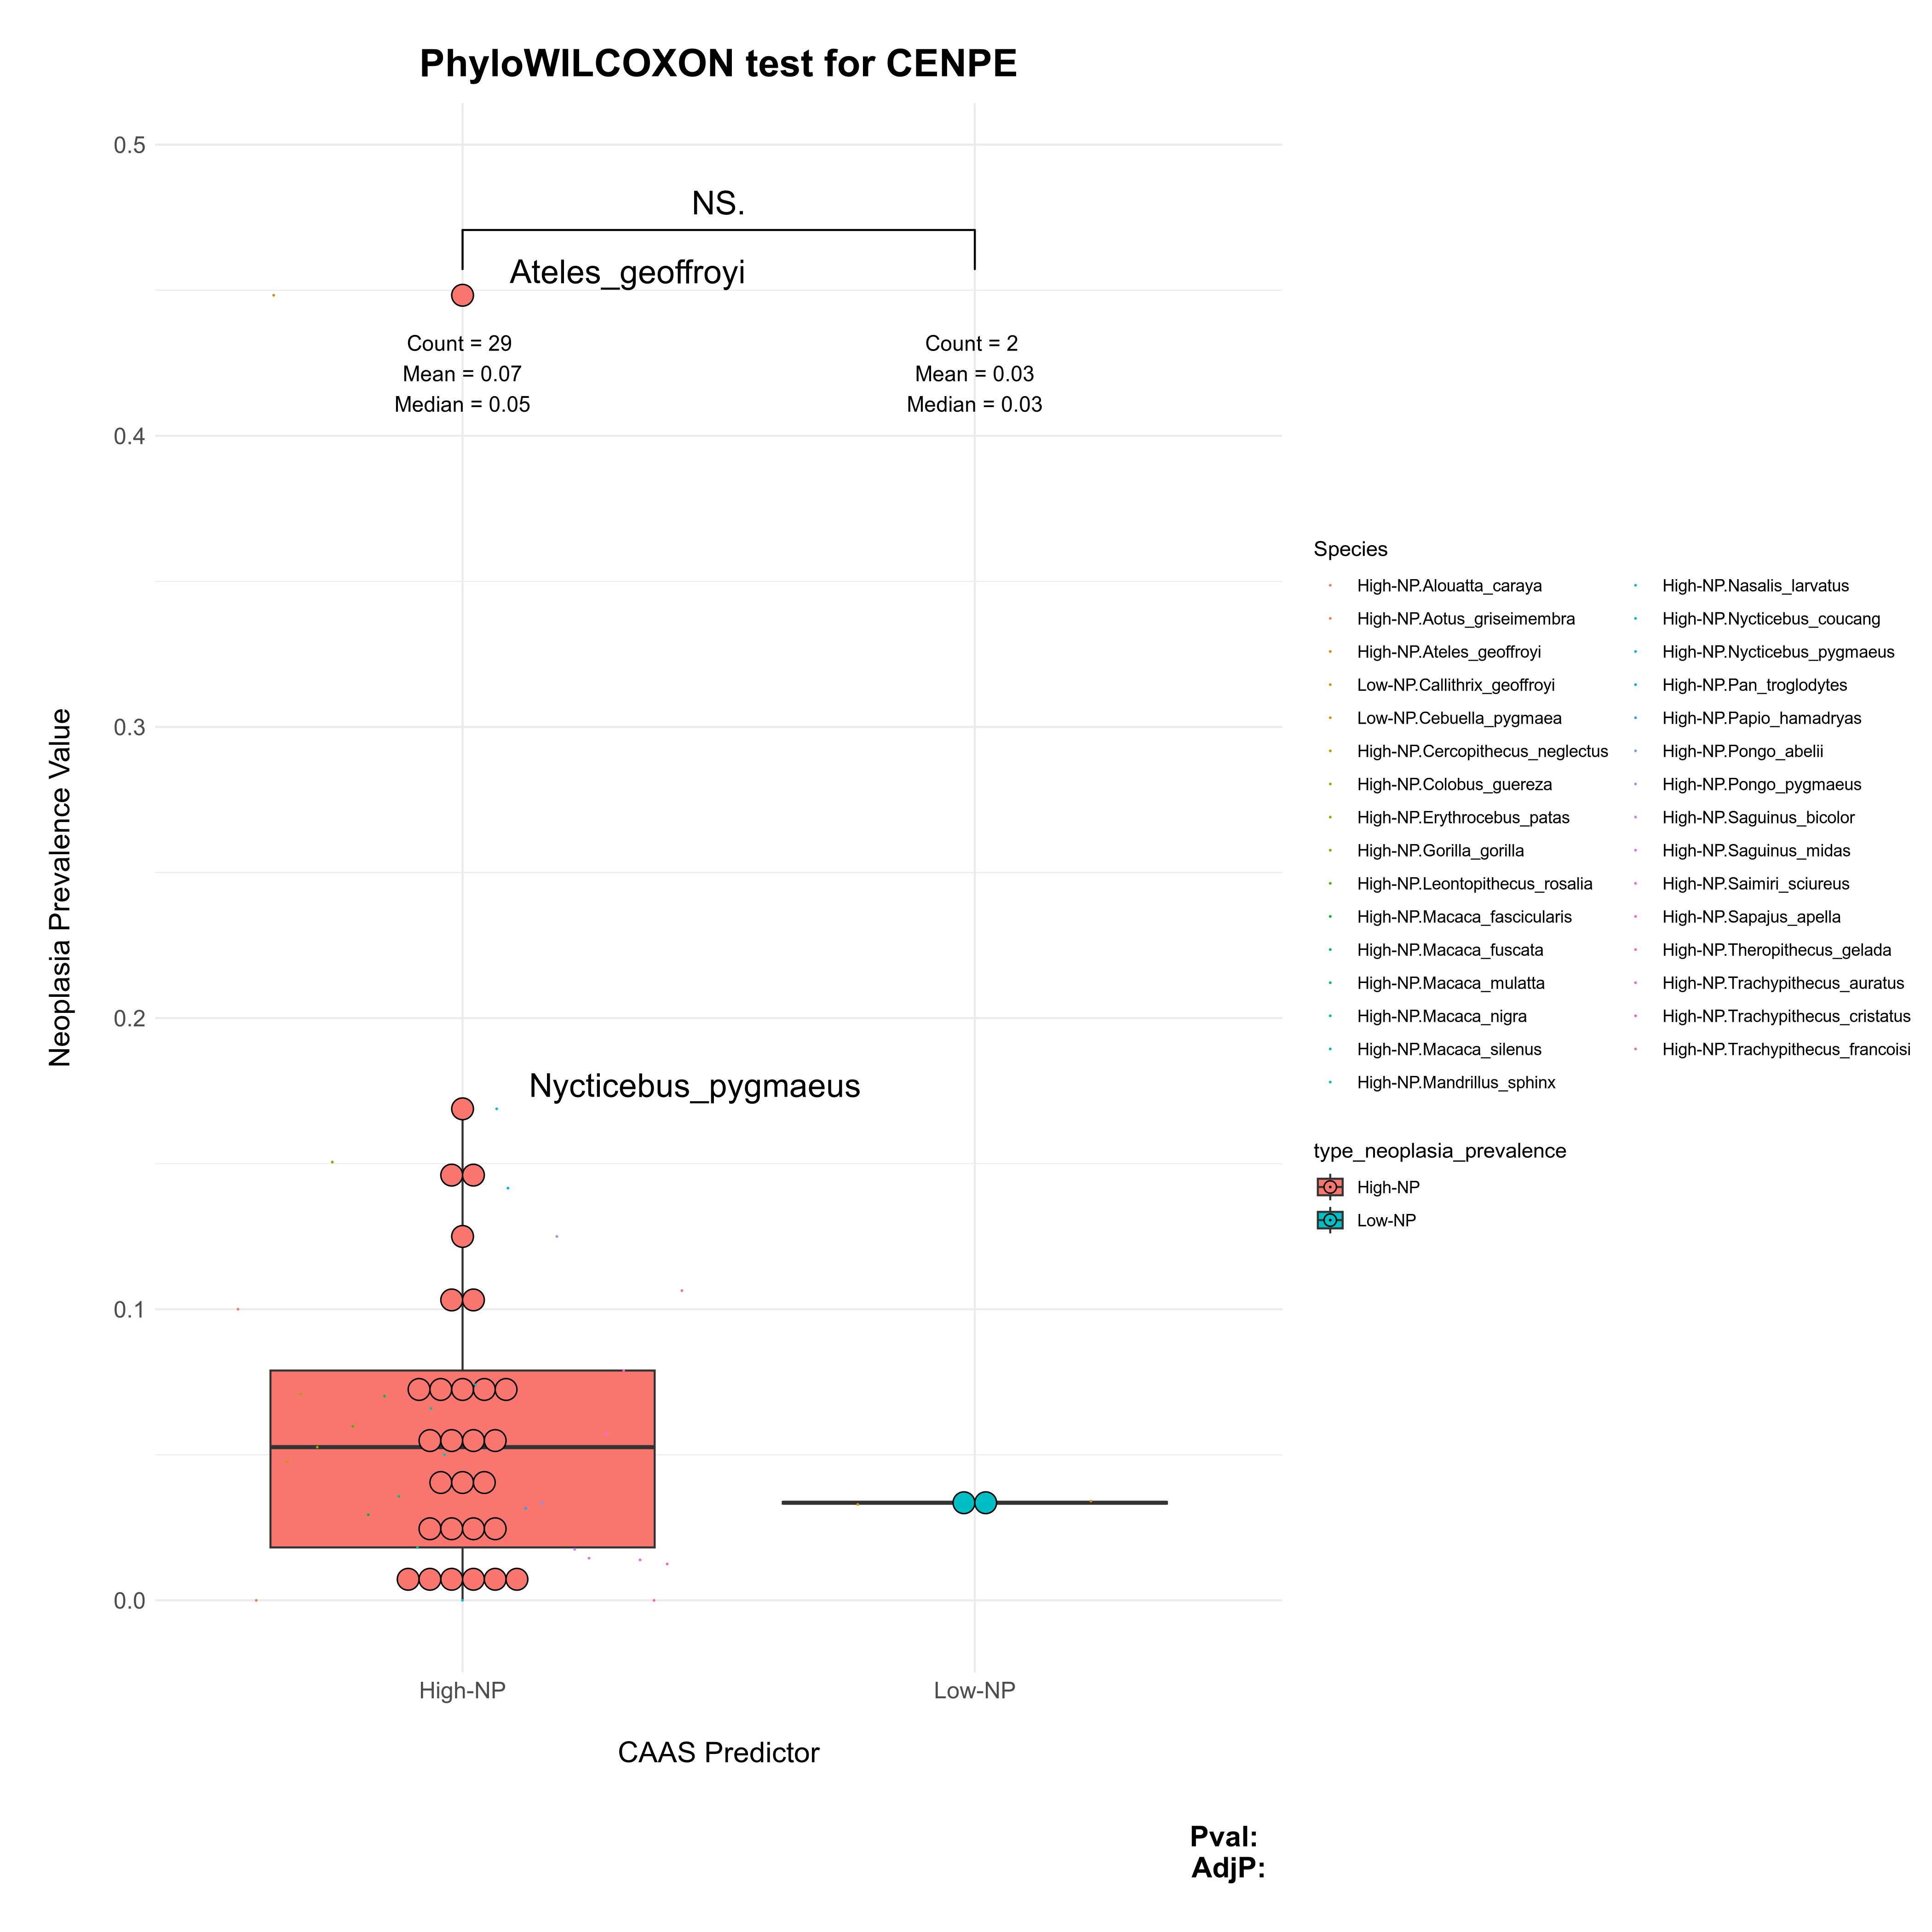 PhyloWILCOXON test for CENPE
0.5
NS.
Ateles_geoffroyi
Count = 29
Mean = 0.07
Median = 0.05
Count = 2
Mean = 0.03
Median = 0.03
0.4
0.3
0.2
Nycticebus_pygmaeus
0.1
0.0
Neoplasia Prevalence Value
High-NP
Low-NP
CAAS Predictor
Species
High-NP.Alouatta_caraya
High-NP.Aotus_griseimembra
High-NP.Ateles_geoffroyi
Low-NP.Callithrix_geoffroyi
Low-NP.Cebuella_pygmaea
High-NP.Cercopithecus_neglectus
High-NP.Colobus_guereza
High-NP.Erythrocebus_patas
High-NP.Gorilla_gorilla
High-NP.Leontopithecus_rosalia
High-NP.Macaca_fascicularis
High-NP.Macaca_fuscata
High-NP.Macaca_mulatta
High-NP.Macaca_nigra
High-NP.Macaca_silenus
High-NP.Mandrillus_sphinx
High-NP.Nasalis_larvatus
High-NP.Nycticebus_coucang
High-NP.Nycticebus_pygmaeus
High-NP.Pan_troglodytes
High-NP.Papio_hamadryas
High-NP.Pongo_abelii
High-NP.Pongo_pygmaeus
High-NP.Saguinus_bicolor
High-NP.Saguinus_midas
High-NP.Saimiri_sciureus
High-NP.Sapajus_apella
High-NP.Theropithecus_gelada
High-NP.Trachypithecus_auratus
High-NP.Trachypithecus_cristatus
High-NP.Trachypithecus_francoisi
type_neoplasia_prevalence
High-NP
Low-NP
Pval:
AdjP: